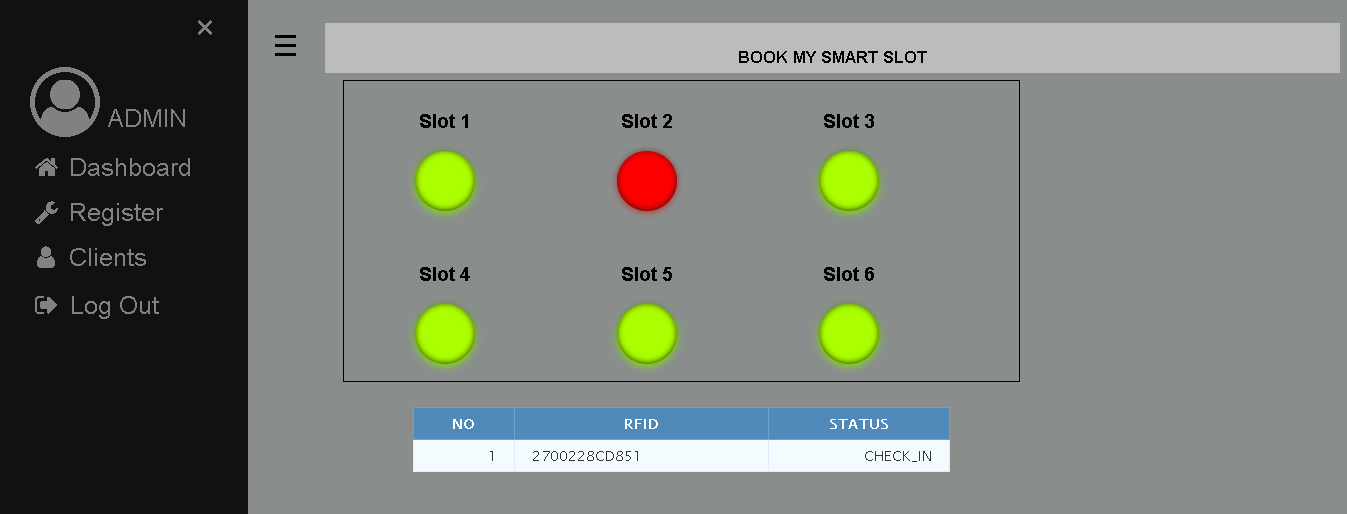 ×
ADMIN
Dashboard
Register
Clients
Log Out
☰
BOOK MY SMART SLOT
Slot 1 Slot 2 Slot 3
Slot 4 Slot 5 Slot 6
NO RFID STATUS
1 2700228CD851 CHECK_IN